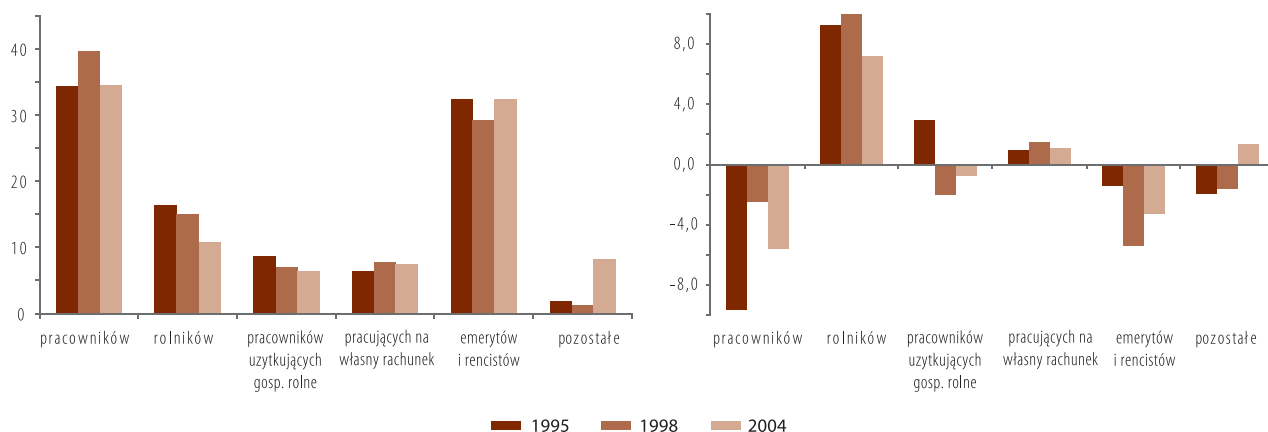 40
30
20
10
0
pracowników
rolników
pracowników
uzytkujących
gosp. rolne
pracujących na
własny rachunek
emerytów
i rencistów
pozostałe
8,0
4,0
0,0
−4,0
−8,0
pracowników
rolników
pracowników
uzytkujących
gosp. rolne
pracujących na
własny rachunek
emerytów
i rencistów
pozostałe
1995 1998 2004